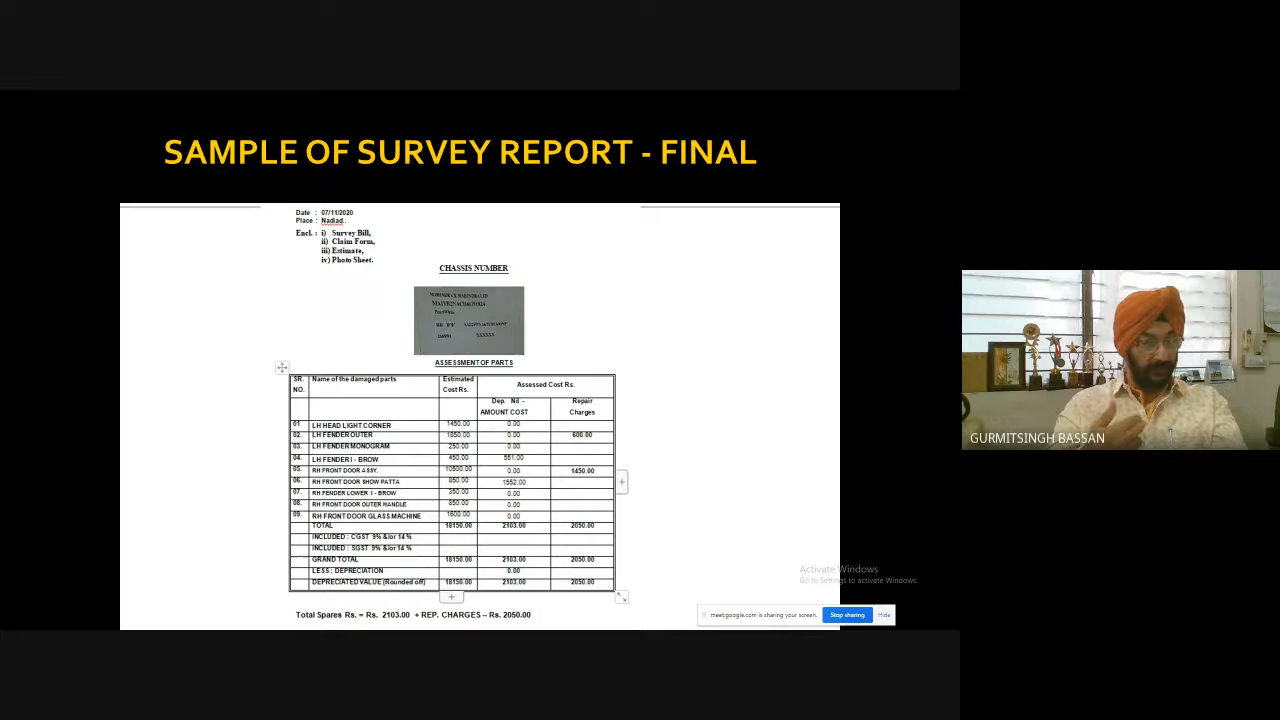 SAMPLE OF SURVEY REPORT - FINAL
Date : 07/11/2020
Place : Nadiad..
Encl. : i) Survey Bill,
ii) Claim Form,
iii) Estimate,
iv) Photo Sheet.
CHASSIS NUMBER
MAHINDRA & MAHINDRA LTD
XXXXXX
ASSESSMENT OF PARTS
SR. NO. Name of the damaged parts Estimated Cost Rs. Assessed Cost Rs.
Dep. Nil - AMOUNT COST Repair Charges
01 LH HEAD LIGHT CORNER 1450.00 0.00
02. LH FENDER OUTER 1850.00 0.00 600.00
03. LH FENDER MONOGRAM 250.00 0.00
04. LH FENDER I - BROW 450.00 551.00
05. RH FRONT DOOR ASSY. 10500.00 0.00 1450.00
06. RH FRONT DOOR SHOW PATTA 850.00 1552.00
07. RH FENDER LOWER I - BROW 350.00 0.00
08. RH FRONT DOOR OUTER HANDLE 850.00 0.00
09. RH FRONT DOOR GLASS MACHINE 1600.00 0.00
TOTAL 18150.00 2103.00 2050.00
INCLUDED : CGST 9% &/or 14 %
INCLUDED : SGST 9% &/or 14 %
GRAND TOTAL 18150.00 2103.00 2050.00
LESS : DEPRECIATION 0.00
DEPRECIATED VALUE (Rounded off) 18150.00 2103.00 2050.00
Total Spares Rs. = Rs. 2103.00 + REP. CHARGES – Rs. 2050.00
Activate Windows
Go to Settings to activate Windows.
meet.google.com is sharing your screen. Stop sharing Hide
GURMITSINGH BASSAN